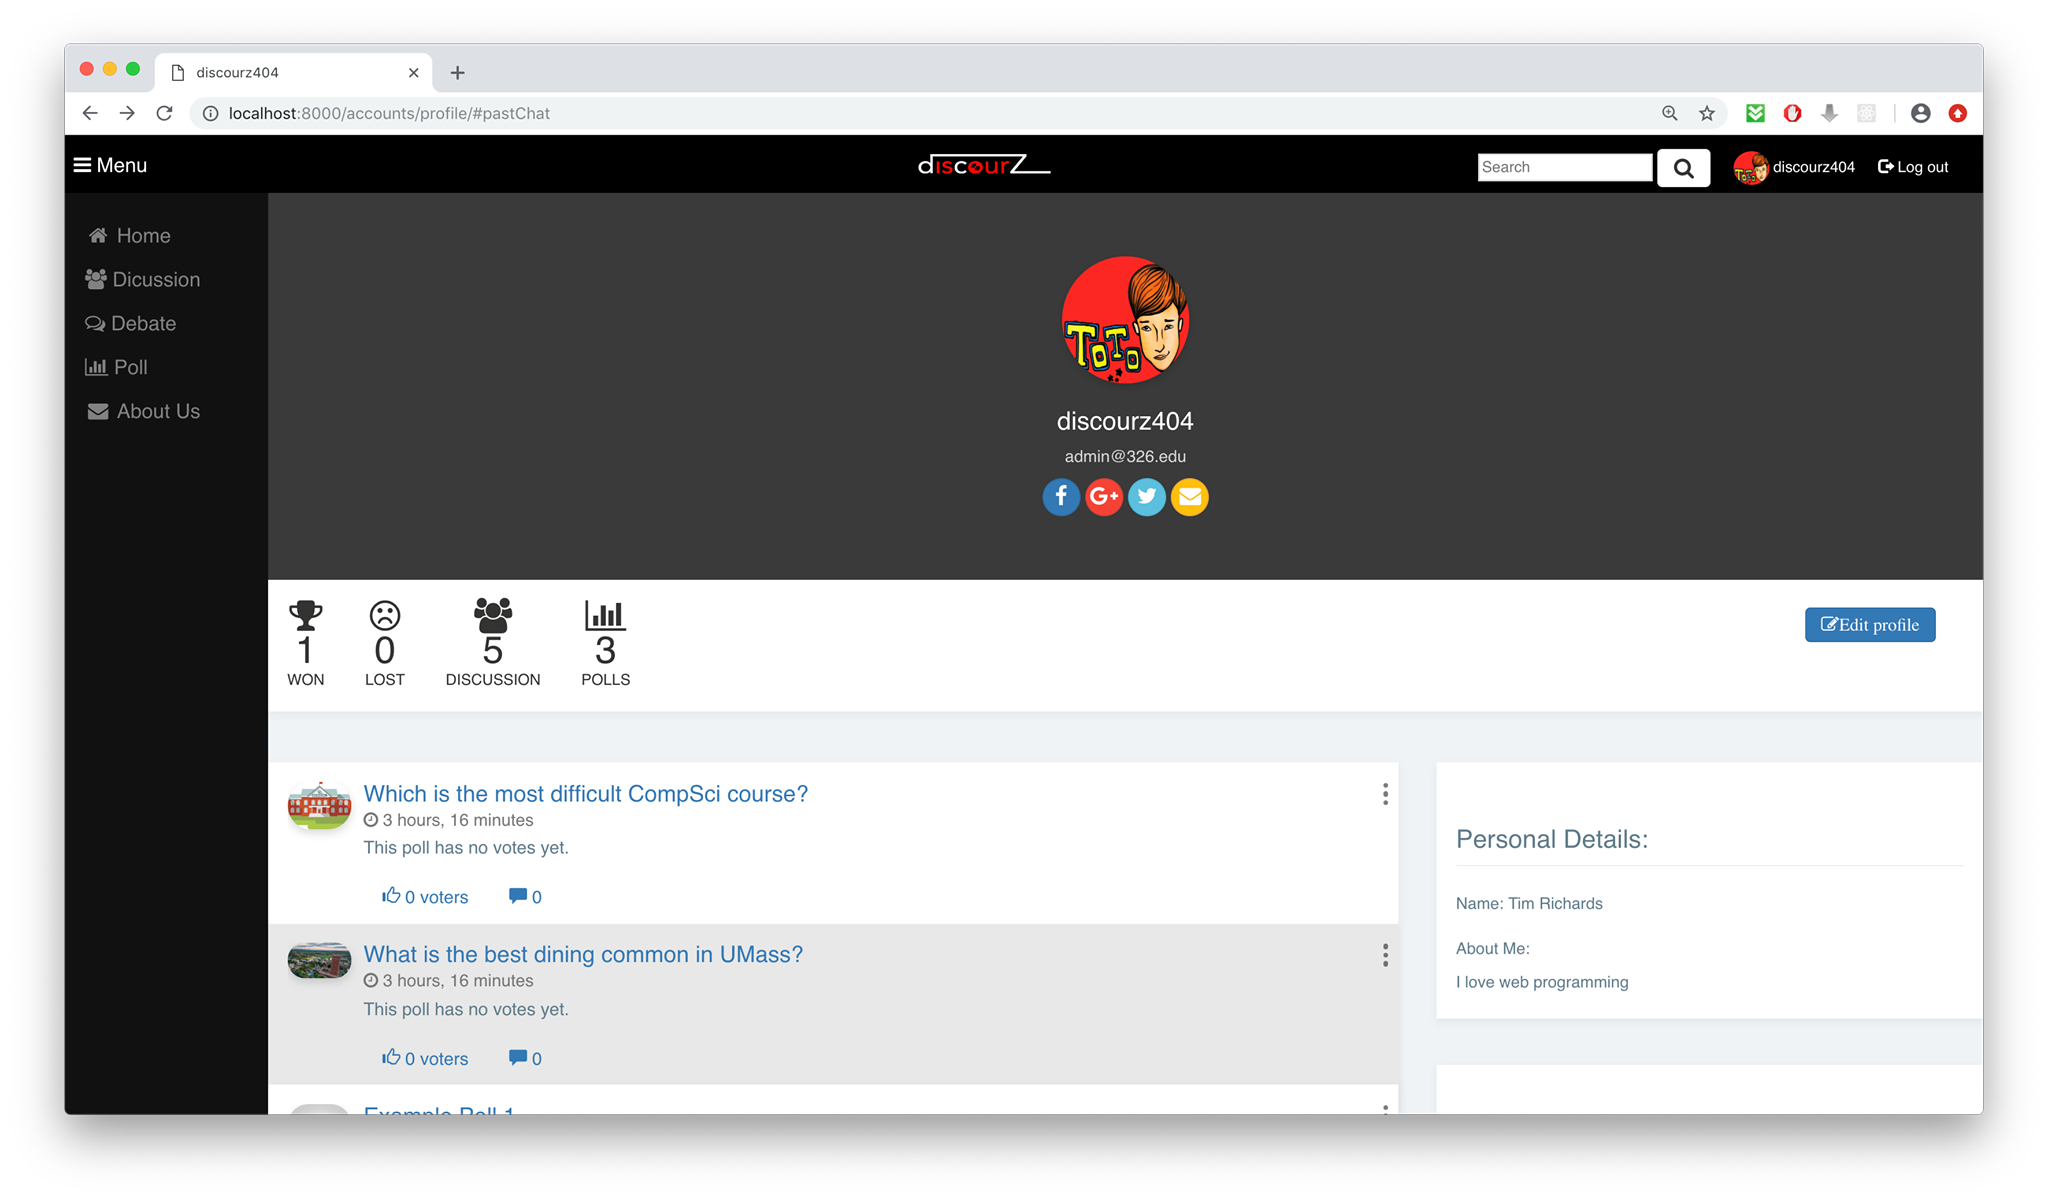 discourz404
localhost:8000/accounts/profile/#pastChat
Menu
discourZ
Search
discourz404
Log out
Home
Dicussion
Debate
Poll
About Us
TOTO
discourz404
admin@326.edu
G+
1
WON
0
LOST
5
DISCUSSION
3
POLLS
Edit profile
Which is the most difficult CompSci course?
3 hours, 16 minutes
This poll has no votes yet.
0 voters 0
What is the best dining common in UMass?
3 hours, 16 minutes
This poll has no votes yet.
0 voters 0
Example Poll 1
Personal Details:
Name: Tim Richards
About Me:
I love web programming